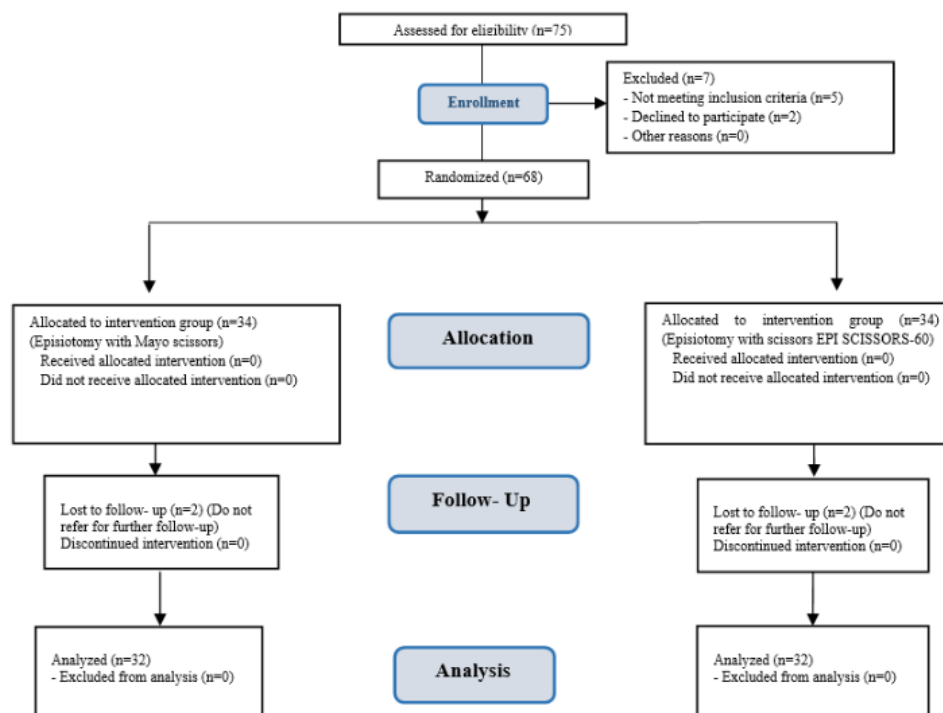 Assessed for eligibility (n=75)
Enrollment
Excluded (n=7)
- Not meeting inclusion criteria (n=5)
- Declined to participate (n=2)
- Other reasons (n=0)
Randomized (n=68)
Allocated to intervention group (n=34)
(Episiotomy with Mayo scissors)
Received allocated intervention (n=0)
Did not receive allocated intervention (n=0)
Allocation
Allocated to intervention group (n=34)
(Episiotomy with scissors EPI SCISSORS-60)
Received allocated intervention (n=0)
Did not receive allocated intervention (n=0)
Lost to follow- up (n=2) (Do not
refer for further follow-up)
Discontinued intervention (n=0)
Follow- Up
Lost to follow- up (n=2) (Do not
refer for further follow-up)
Discontinued intervention (n=0)
Analyzed (n=32)
- Excluded from analysis (n=0)
Analysis
Analyzed (n=32)
- Excluded from analysis (n=0)